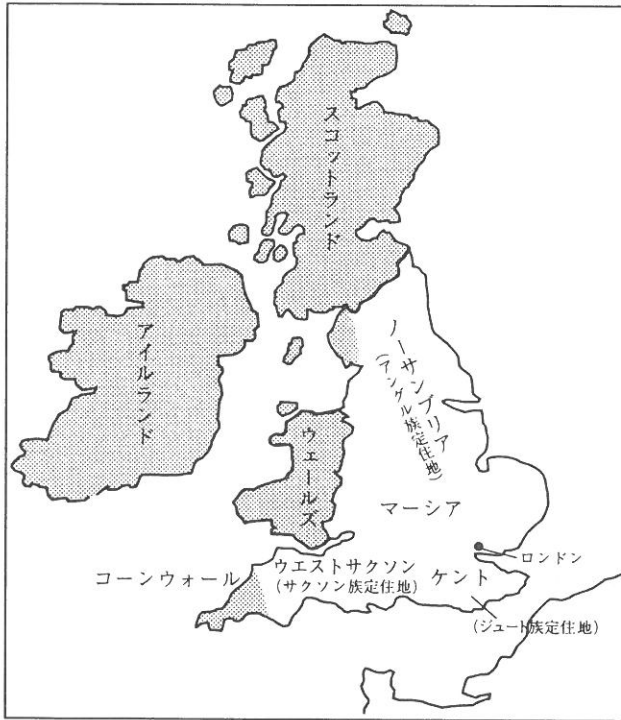 スコットランド
アイルランド
ノーサンブリア
(アングル族定住地)
ウェールズ
マーシア
ロンドン
コーンウォール
ウエストサクソン
(サクソン族定住地)
ケント
(ジュート族定住地)